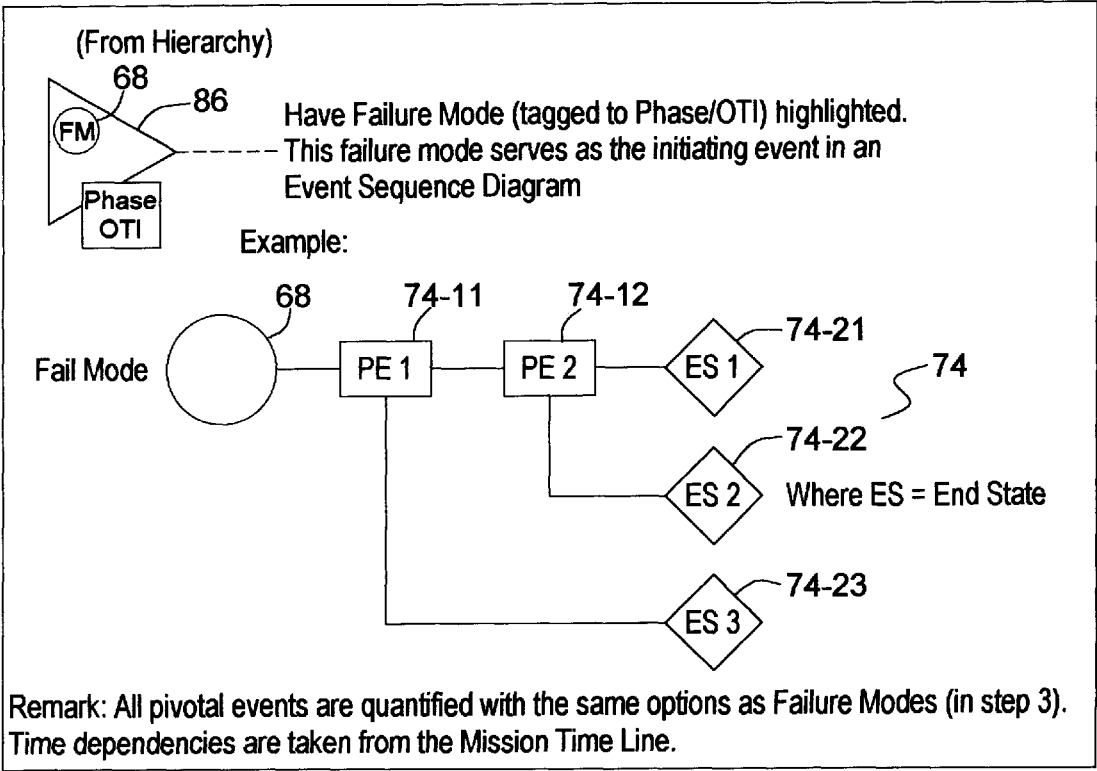 (From Hierarchy)
68
86
FM
Have Failure Mode (tagged to Phase/OTI) highlighted.
This failure mode serves as the initiating event in an
Event Sequence Diagram
Phase
OTI
Example:
68
74-11
74-12
74-21
Fail Mode
PE 1
PE 2
ES 1
74
74-22
ES 2
Where ES = End State
74-23
ES 3
Remark: All pivotal events are quantified with the same options as Failure Modes (in step 3).
Time dependencies are taken from the Mission Time Line.